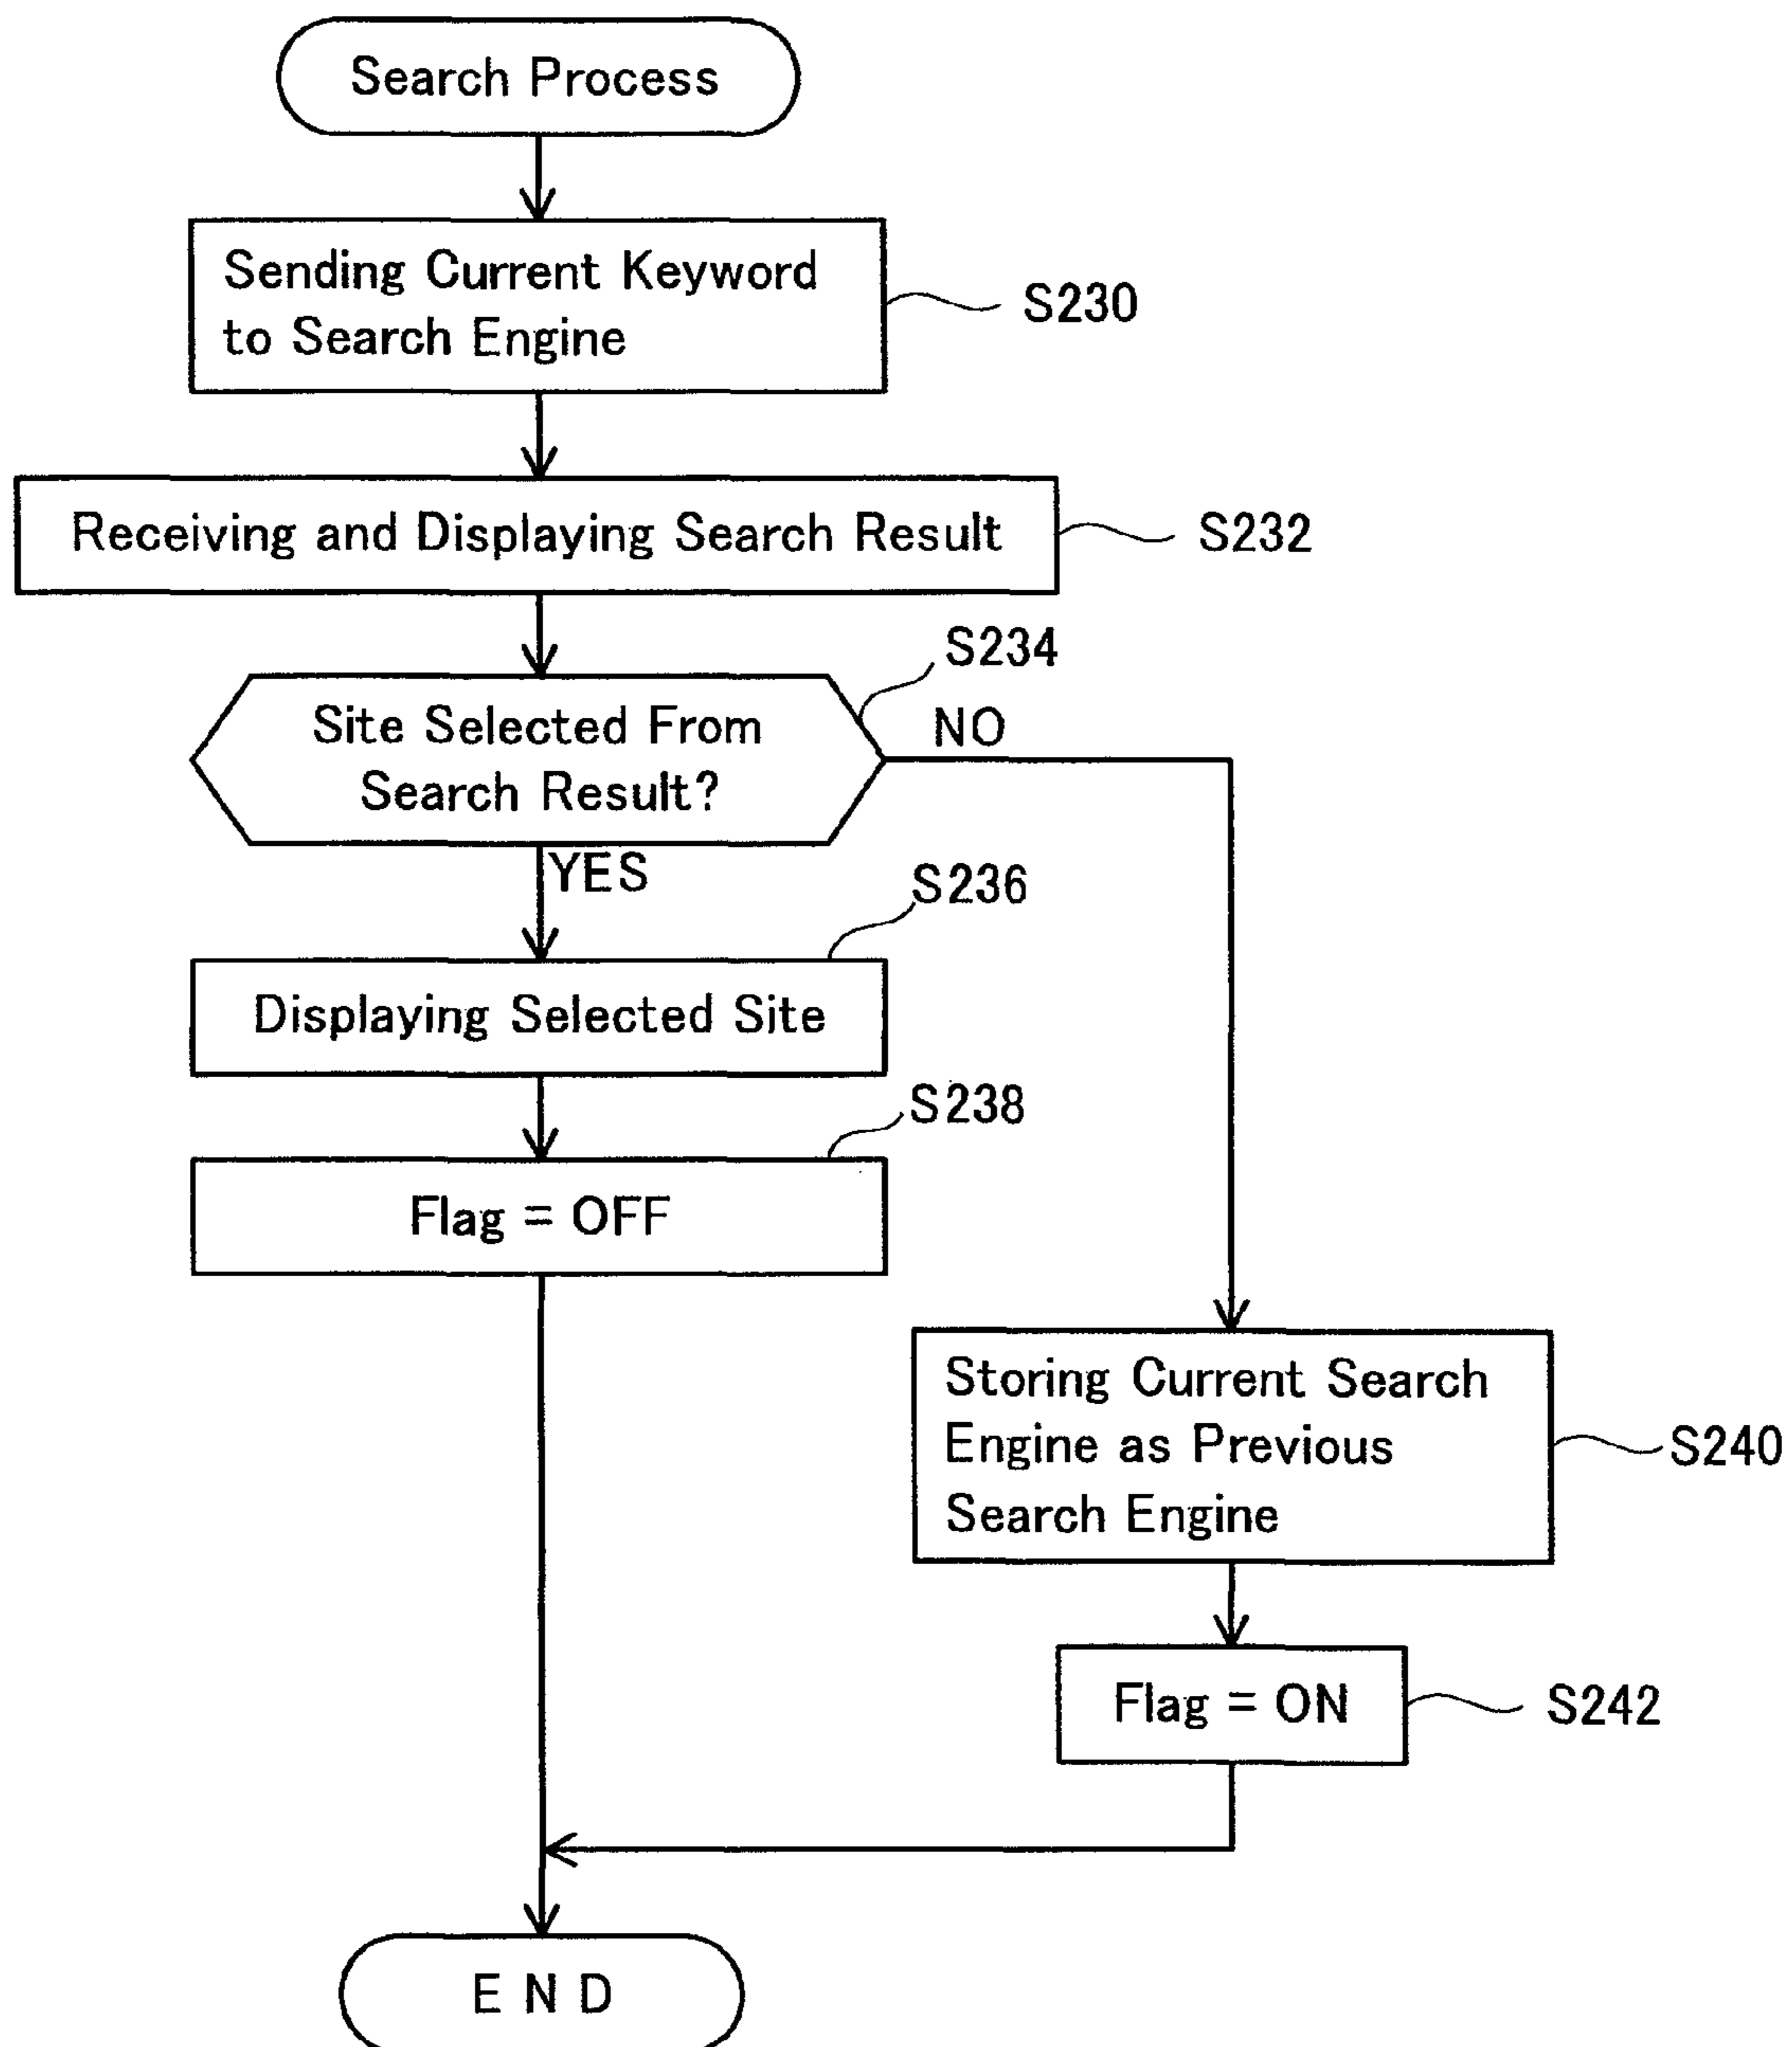 Search Process
Sending Current Keyword
to Search Engine
S230
Receiving and Displaying Search Result
S232
S234
Site Selected From
Search Result?
NO
YES
S236
Displaying Selected Site
S238
Flag = OFF
Storing Current Search
Engine as Previous
Search Engine
S240
Flag = ON
S242
E N D